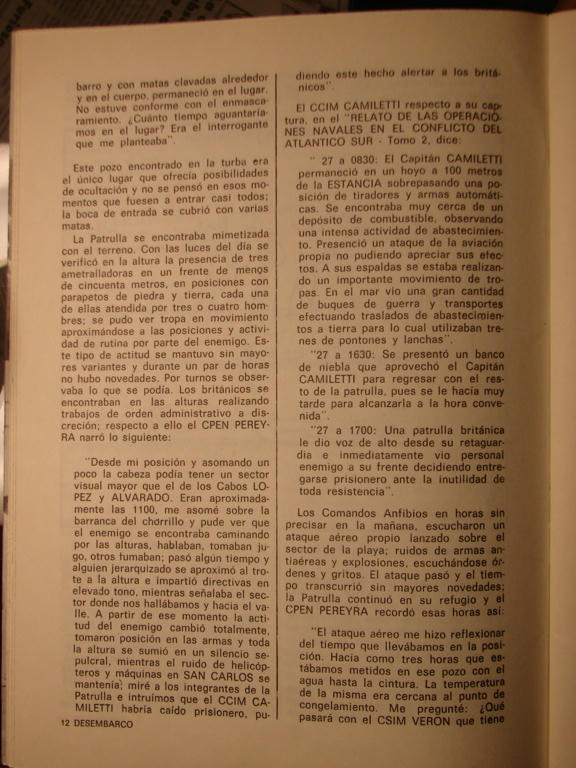 barro y con matas clavadas alrededor
y en el cuerpo, permanecí en el lugar.
No estuve conforme con el enmasca-
ramiento. ¿Cuánto tiempo aguantaría-
mos en el lugar? Era el interrogante
que me planteaba".
Este pozo encontrado en la turba era
el único lugar que ofrecía posibilidades
de ocultación y no se pensó en esos mo-
mentos que fuesen a entrar casi todos;
la boca de entrada se cubrió con varias
matas.
La Patrulla se encontraba mimetizada
con el terreno. Con las luces del día se
verificó en la altura la presencia de tres
ametralladoras en un frente de menos
de cincuenta metros, en posiciones con
parapetos de piedra y tierra, cada una
de ellas atendida por tres o cuatro hom-
bres; se pudo ver tropa en movimiento
aproximándose a las posiciones y activi-
dad de rutina por parte del enemigo. Es-
te tipo de actitud se mantuvo sin mayo-
res variantes y durante un par de horas
no hubo novedades. Por turnos se obser-
vaba lo que se podía. Los británicos se
encontraban en las alturas realizando
trabajos de orden administrativo a dis-
creción; respecto a ello el CPEN PEREY-
RA narró lo siguiente:
"Desde mi posición y asomando un
poco la cabeza podía tener un sector
visual mayor que el de los Cabos LO-
PEZ y ALVARADO. Eran aproximada-
mente las 1100, me asomé sobre la
barranca del chorrillo y pude ver que
el enemigo se encontraba caminando
por las alturas, hablaban, tomaban ju-
go, otros fumaban; pasó algún tiempo y
alguien jerarquizado se aproximó al tro-
te a la altura e impartió directivas en
elevado tono, mientras señalaba el sec-
tor donde nos hallábamos y hacia el va-
lle. A partir de ese momento la acti-
tud del enemigo cambió totalmente,
tomaron posición en las armas y toda
la altura se sumió en un silencio se-
pulcral, mientras el ruido de helicóp-
teros y máquinas en SAN CARLOS se
mantenía; miré a los integrantes de la
Patrulla e intruímos que el CCIM CA-
MILETTI habría caído prisionero, pu-
12 DESEMBARCO
diendo este hecho alertar a los britá-
nicos".
El CCIM CAMILETTI respecto a su cap-
tura, en el "RELATO DE LAS OPERACIO-
NES NAVALES EN EL CONFLICTO DEL
ATLANTICO SUR - Tomo 2, dice:
" 27 a 0830: El Capitán CAMILETTI
permaneció en un hoyo a 100 metros
de la ESTANCIA sobrepasando una po-
sición de tiradores y armas automáti-
cas. Se encontraba muy cerca de un
depósito de combustible, observando
una intensa actividad de abastecimien-
to. Presenció un ataque de la aviación
propia no pudiendo apreciar sus efec-
tos. A sus espaldas se estaba realizan-
do un importante movimiento de tro-
pas. En el mar vio una gran cantidad
de buques de guerra y transportes
efectuando traslados de abastecimien-
tos a tierra para lo cual utilizaban tre-
nes de pontones y lanchas".
"27 a 1630: Se presentó un banco
de niebla que aprovechó el Capitán
CAMILETTI para regresar con el res-
to de la patrulla, pues se le hacía muy
tarde para alcanzarla a la hora conve-
nida".
"27 a 1700: Una patrulla británica
le dio voz de alto desde su retaguar-
dia e inmediatamente vio personal
enemigo a su frente decidiendo entre-
garse prisionero ante la inutilidad de
toda resistencia".
Los Comandos Anfibios en horas sin
precisar en la mañana, escucharon un
ataque aéreo propio lanzado sobre el
sector de la playa; ruidos de armas an-
tiaéreas y explosiones, escuchándose ór-
denes y gritos. El ataque pasó y el tiem-
po transcurrió sin mayores novedades;
la Patrulla continuó en su refugio y el
CPEN PEREYRA recordó esas horas así:
"El ataque aéreo me hizo reflexionar
del tiempo que llevábamos en la posi-
ción. Hacía como tres horas que es-
tábamos metidos en ese pozo con el
agua hasta la cintura. La temperatura
de la misma era cercana al punto de
congelamiento. Me pregunté: ¿Qué
pasará con el CSIM VERON que tiene